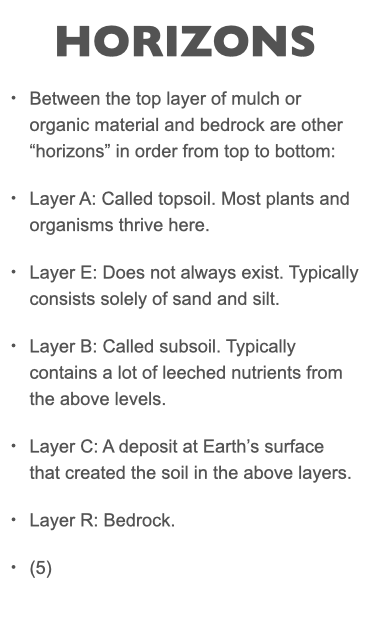 HORIZONS
• Between the top layer of mulch or
organic material and bedrock are other
“horizons” in order from top to bottom:
• Layer A: Called topsoil. Most plants and
organisms thrive here.
• Layer E: Does not always exist. Typically
consists solely of sand and silt.
• Layer B: Called subsoil. Typically
contains a lot of leeched nutrients from
the above levels.
• Layer C: A deposit at Earth’s surface
that created the soil in the above layers.
• Layer R: Bedrock.
• (5)